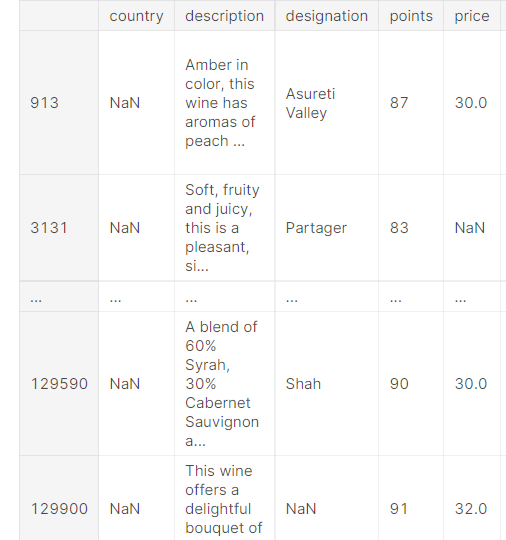 country description designation points price
913 NaN Amber in color, this wine has aromas of peach ... Asureti Valley 87 30.0
3131 NaN Soft, fruity and juicy, this is a pleasant, si... Partager 83 NaN
... ... ... ... ... ...
129590 NaN A blend of 60% Syrah, 30% Cabernet Sauvignon a... Shah 90 30.0
129900 NaN This wine offers a delightful bouquet of NaN 91 32.0